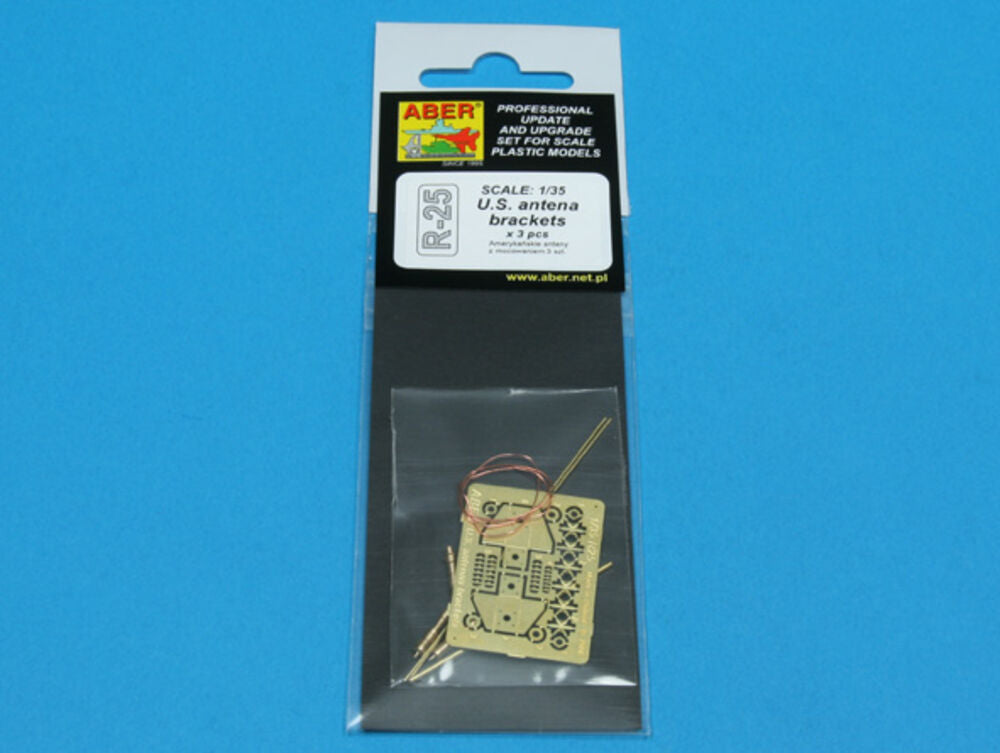 ABER®
SINCE 1995
PROFESSIONAL
UPDATE
AND UPGRADE
SET FOR SCALE
PLASTIC MODELS
R-25
SCALE: 1/35
U.S. antena
brackets
x 3 pcs
Amerykańskie anteny
z mocowaniem 3 szt.
www.aber.net.pl